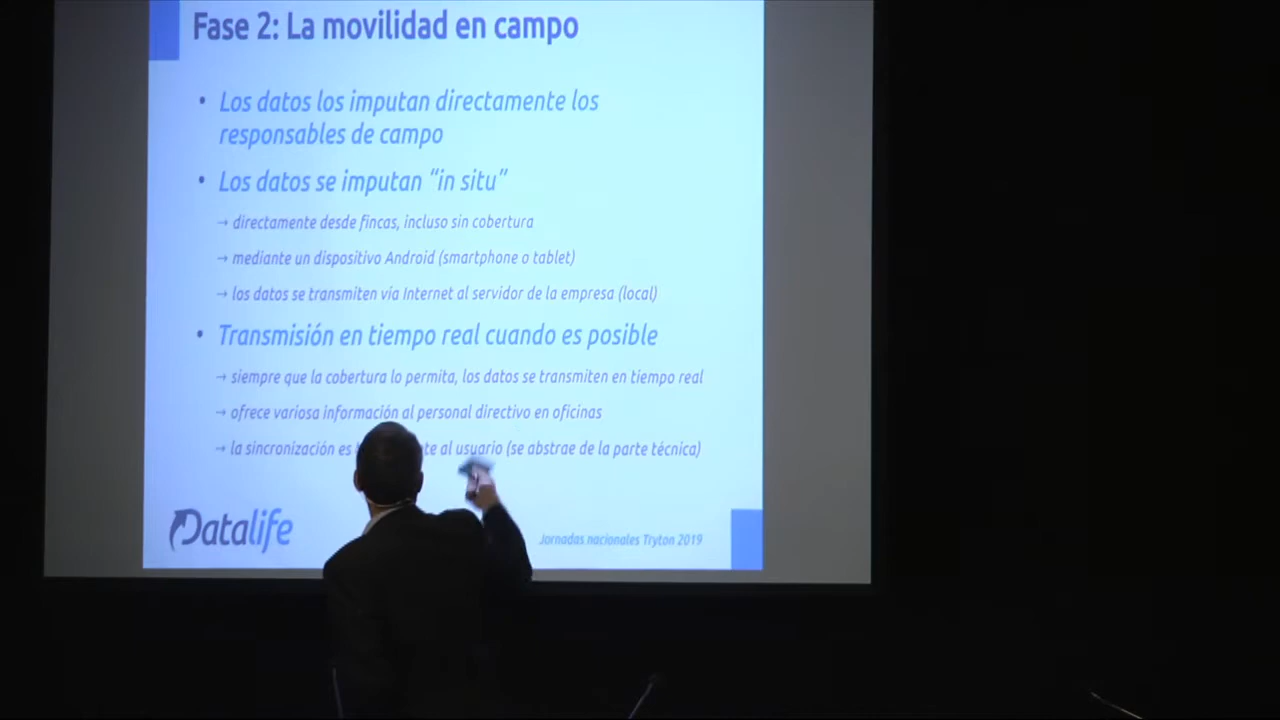 Fase 2: La movilidad en campo
• Los datos los imputan directamente los
responsables de campo
• Los datos se imputan “in situ”
→ directamente desde fincas, incluso sin cobertura
→ mediante un dispositivo Android (smartphone o tablet)
→ los datos se transmiten vía Internet al servidor de la empresa (local)
• Transmisión en tiempo real cuando es posible
→ siempre que la cobertura lo permita, los datos se transmiten en tiempo real
→ ofrece variosa información al personal directivo en oficinas
→ la sincronización es al usuario (se abstrae de la parte técnica)
Datalife
Jornadas nacionales Tryton 2019